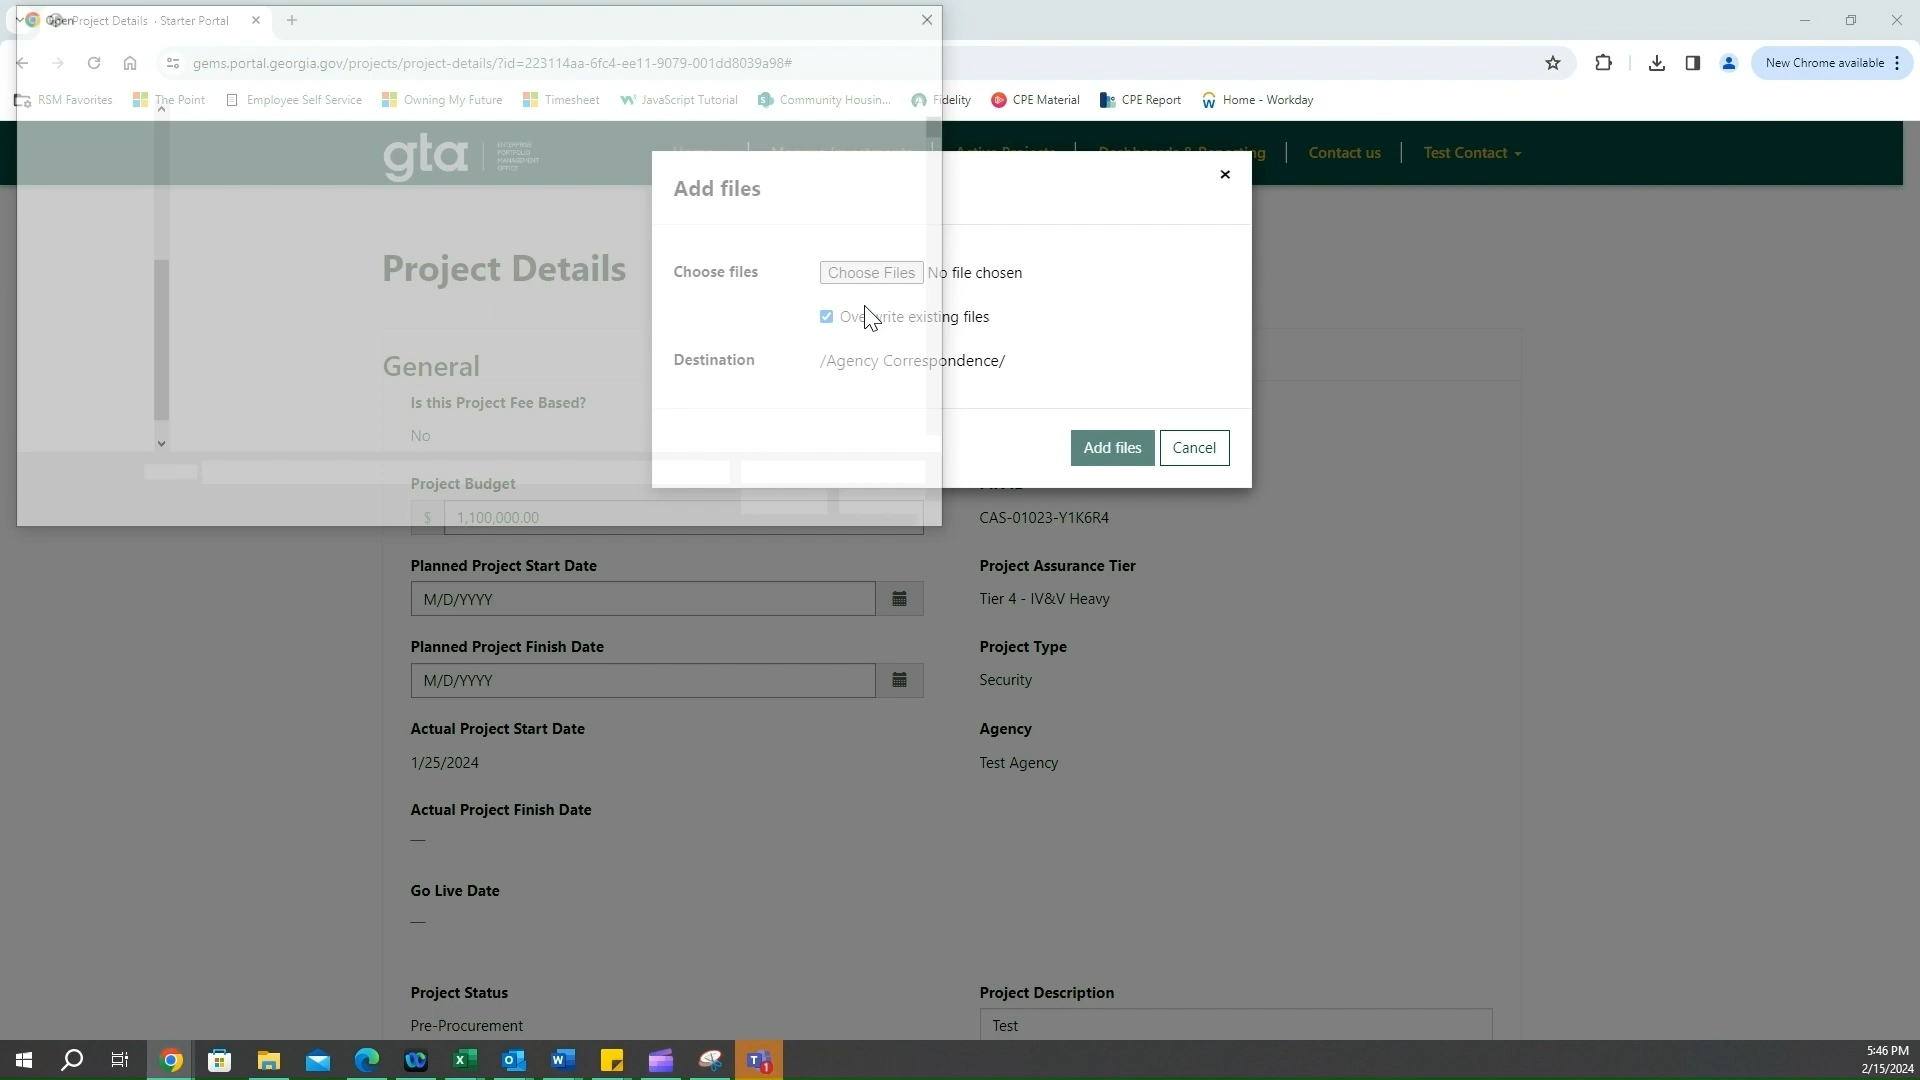 Open Project Details · Starter Portal
gems.portal.georgia.gov/projects/project-details/?id=223114aa-6fc4-ee11-9079-001dd8039a98#
New Chrome available
RSM Favorites
The Point
Employee Self Service
Owning My Future
Timesheet
JavaScript Tutorial
Community Housin...
Fidelity
CPE Material
CPE Report
Home - Workday
gta
ENTERPRISE
PORTFOLIO
MANAGEMENT
OFFICE
Contact us
Test Contact
Add files
×
Project Details
Choose files
Choose Files No file chosen
Overwrite existing files
Destination
/Agency Correspondence/
Add files
Cancel
General
Is this Project Fee Based?
No
Project Budget
$ 1,100,000.00
CAS-01023-Y1K6R4
Planned Project Start Date
M/D/YYYY
Project Assurance Tier
Tier 4 - IV&V Heavy
Planned Project Finish Date
M/D/YYYY
Project Type
Security
Actual Project Start Date
1/25/2024
Agency
Test Agency
Actual Project Finish Date
—
Go Live Date
—
Project Status
Pre-Procurement
Project Description
Test
5:46 PM
2/15/2024